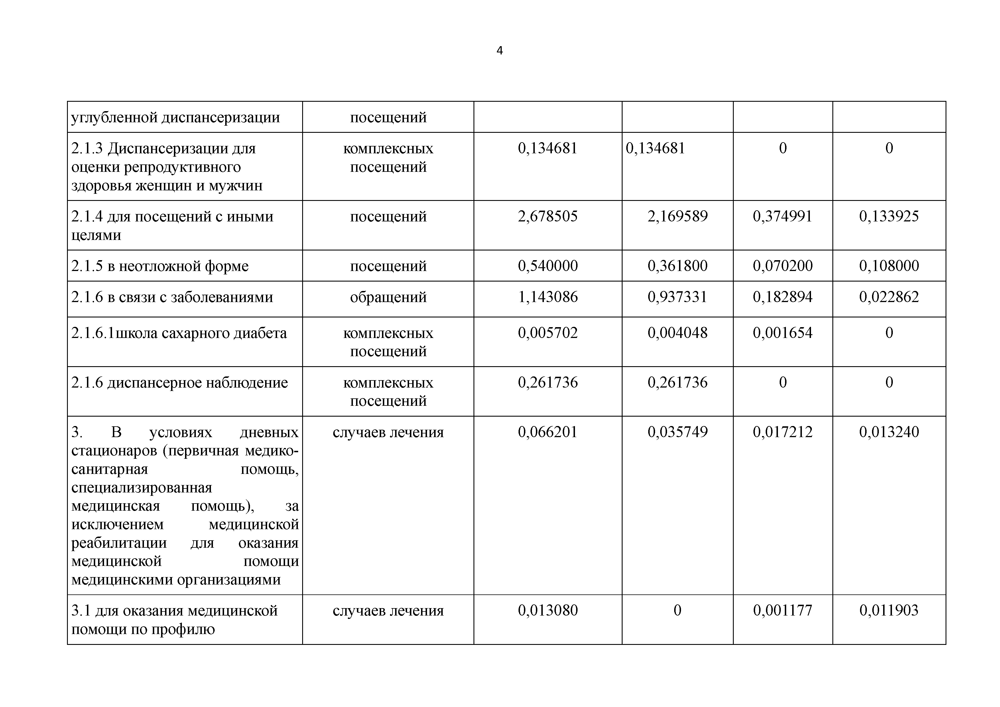 4
углубленной диспансеризации
посещений
2.1.3 Диспансеризации для
оценки репродуктивного
здоровья женщин и мужчин
комплексных
посещений
0,134681
0,134681
0
0
2.1.4 для посещений с иными
целями
посещений
2,678505
2,169589
0,374991
0,133925
2.1.5 в неотложной форме
посещений
0,540000
0,361800
0,070200
0,108000
2.1.6 в связи с заболеваниями
обращений
1,143086
0,937331
0,182894
0,022862
2.1.6.1школа сахарного диабета
комплексных
посещений
0,005702
0,004048
0,001654
0
2.1.6 диспансерное наблюдение
комплексных
посещений
0,261736
0,261736
0
0
3. В условиях дневных
стационаров (первичная медико-
санитарная помощь,
специализированная
медицинская помощь), за
исключением медицинской
реабилитации для оказания
медицинской помощи
медицинскими организациями
случаев лечения
0,066201
0,035749
0,017212
0,013240
3.1 для оказания медицинской
помощи по профилю
случаев лечения
0,013080
0
0,001177
0,011903